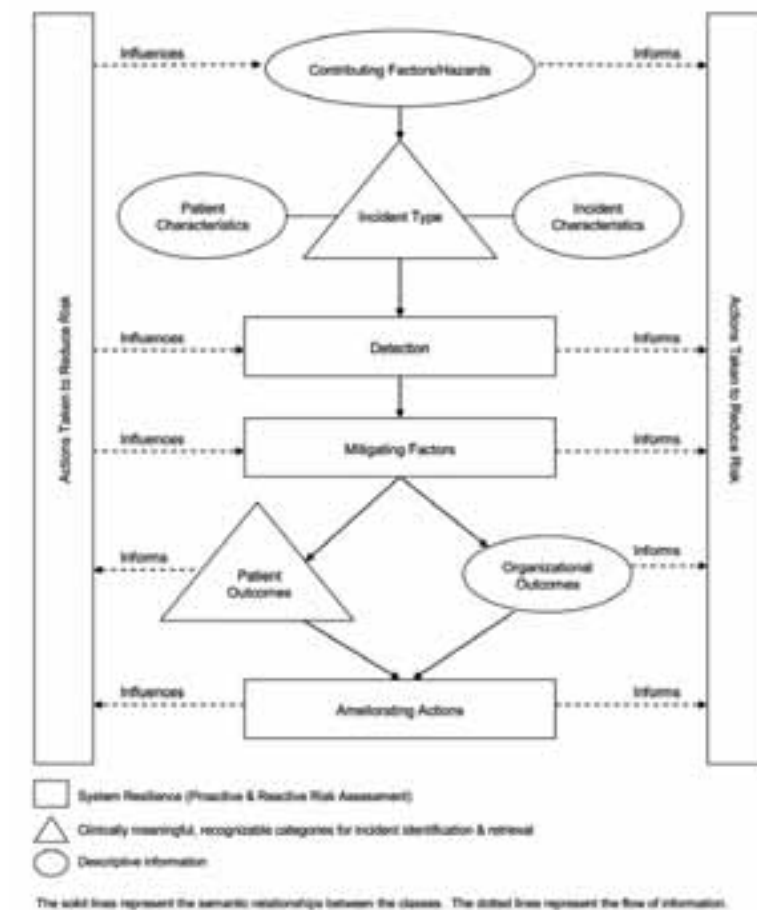 Influences
Informs
Contributing Factors/Hazards
Patient
Characteristics
Incident Type
Incident
Characteristics
Actions Taken to Reduce Risk
Actions Taken to Reduce Risk
Influences
Informs
Detection
Influences
Informs
Mitigating Factors
Informs
Informs
Patient
Outcomes
Organizational
Outcomes
Influences
Informs
Ameliorating Actions
System Resilience (Proactive & Reactive Risk Assessment)
Clinically meaningful, recognizable categories for incident identification & retrieval
Descriptive information
The solid lines represent the semantic relationships between the classes. The dotted lines represent the flow of information.